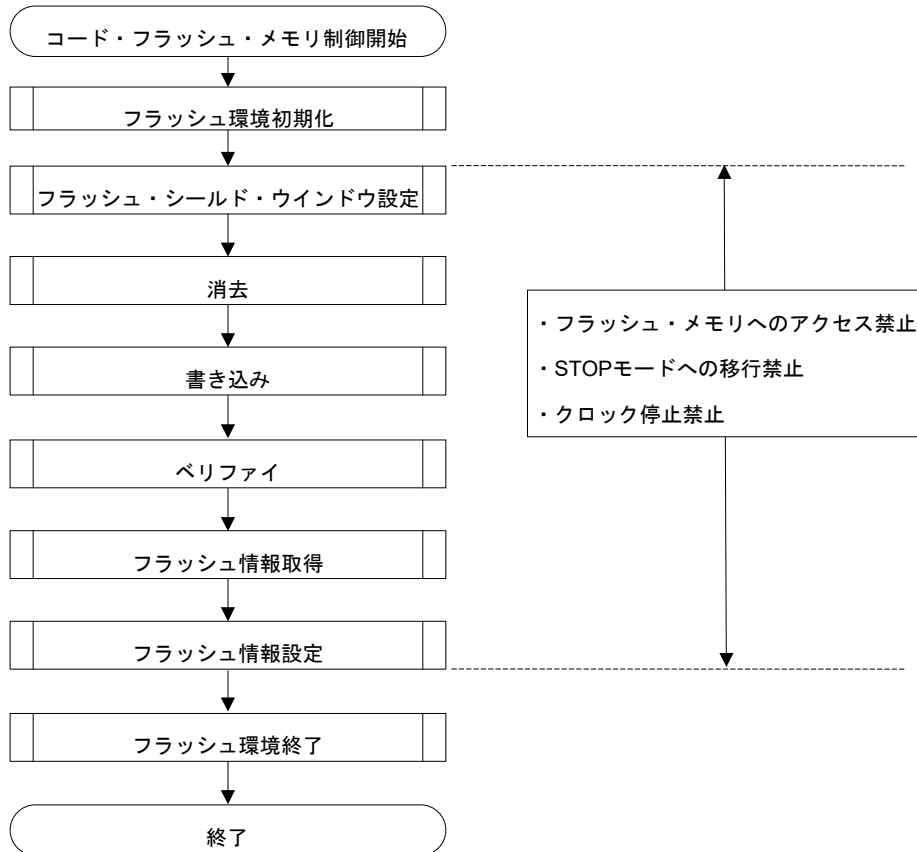 コード・フラッシュ・メモリ制御開始
フラッシュ環境初期化
フラッシュ・シールド・ウインドウ設定
消去
書き込み
ベリファイ
フラッシュ情報取得
フラッシュ情報設定
フラッシュ環境終了
終了
・フラッシュ・メモリへのアクセス禁止
・STOPモードへの移行禁止
・クロック停止禁止